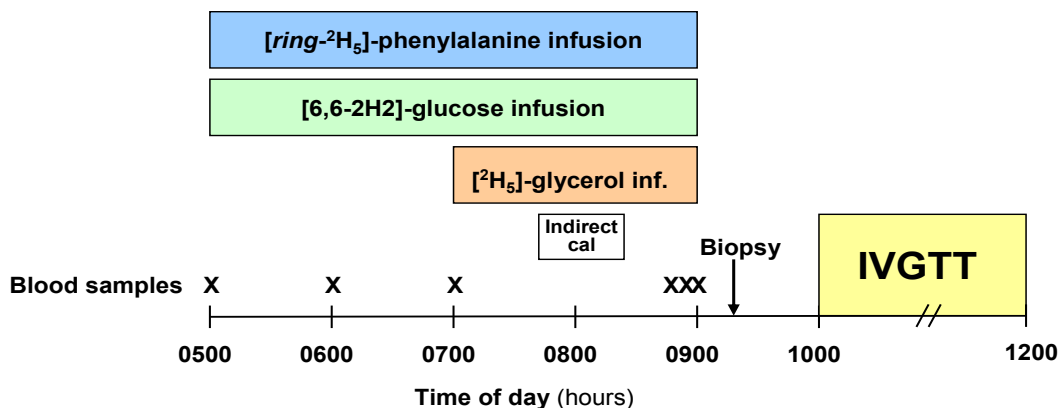 [ring-²H₅]-phenylalanine infusion
[6,6-2H2]-glucose infusion
[²H₅]-glycerol inf.
Indirect
cal
Biopsy
IVGTT
Blood samples X X X XXX
0500 0600 0700 0800 0900 1000 1200
Time of day (hours)